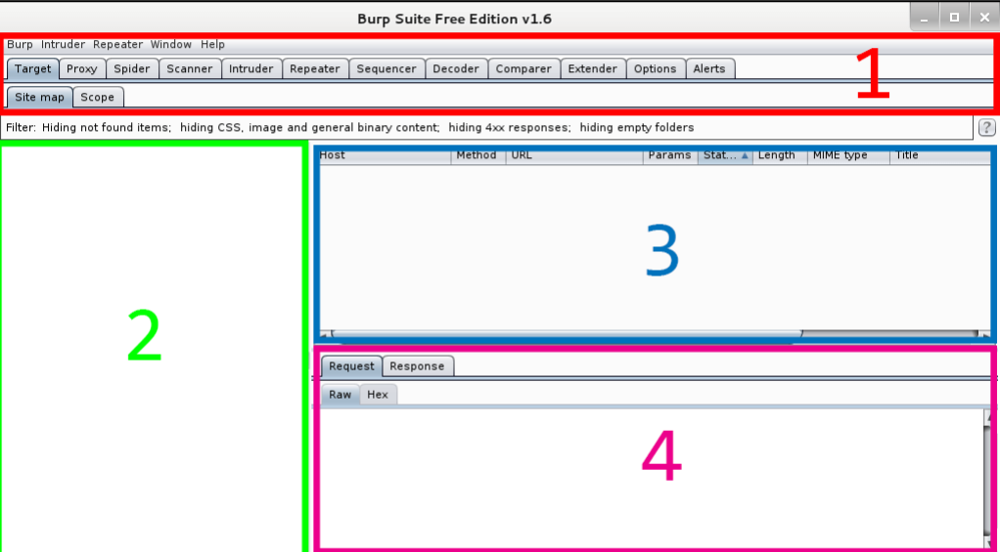 Burp Suite Free Edition v1.6
Burp Intruder Repeater Window Help
Target Proxy Spider Scanner Intruder Repeater Sequencer Decoder Comparer Extender Options Alerts
1
Site map Scope
Filter: Hiding not found items; hiding CSS, image and general binary content; hiding 4xx responses; hiding empty folders ?
Host Method URL Params Stat... ▲ Length MIME type Title
3
2
Request Response
Raw Hex
4